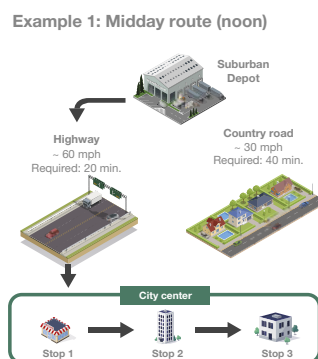 Example 1: Midday route (noon)
Suburban
Depot
Highway
~ 60 mph
Required: 20 min.
Country road
~ 30 mph
Required: 40 min.
City center
Stop 1
Stop 2
Stop 3